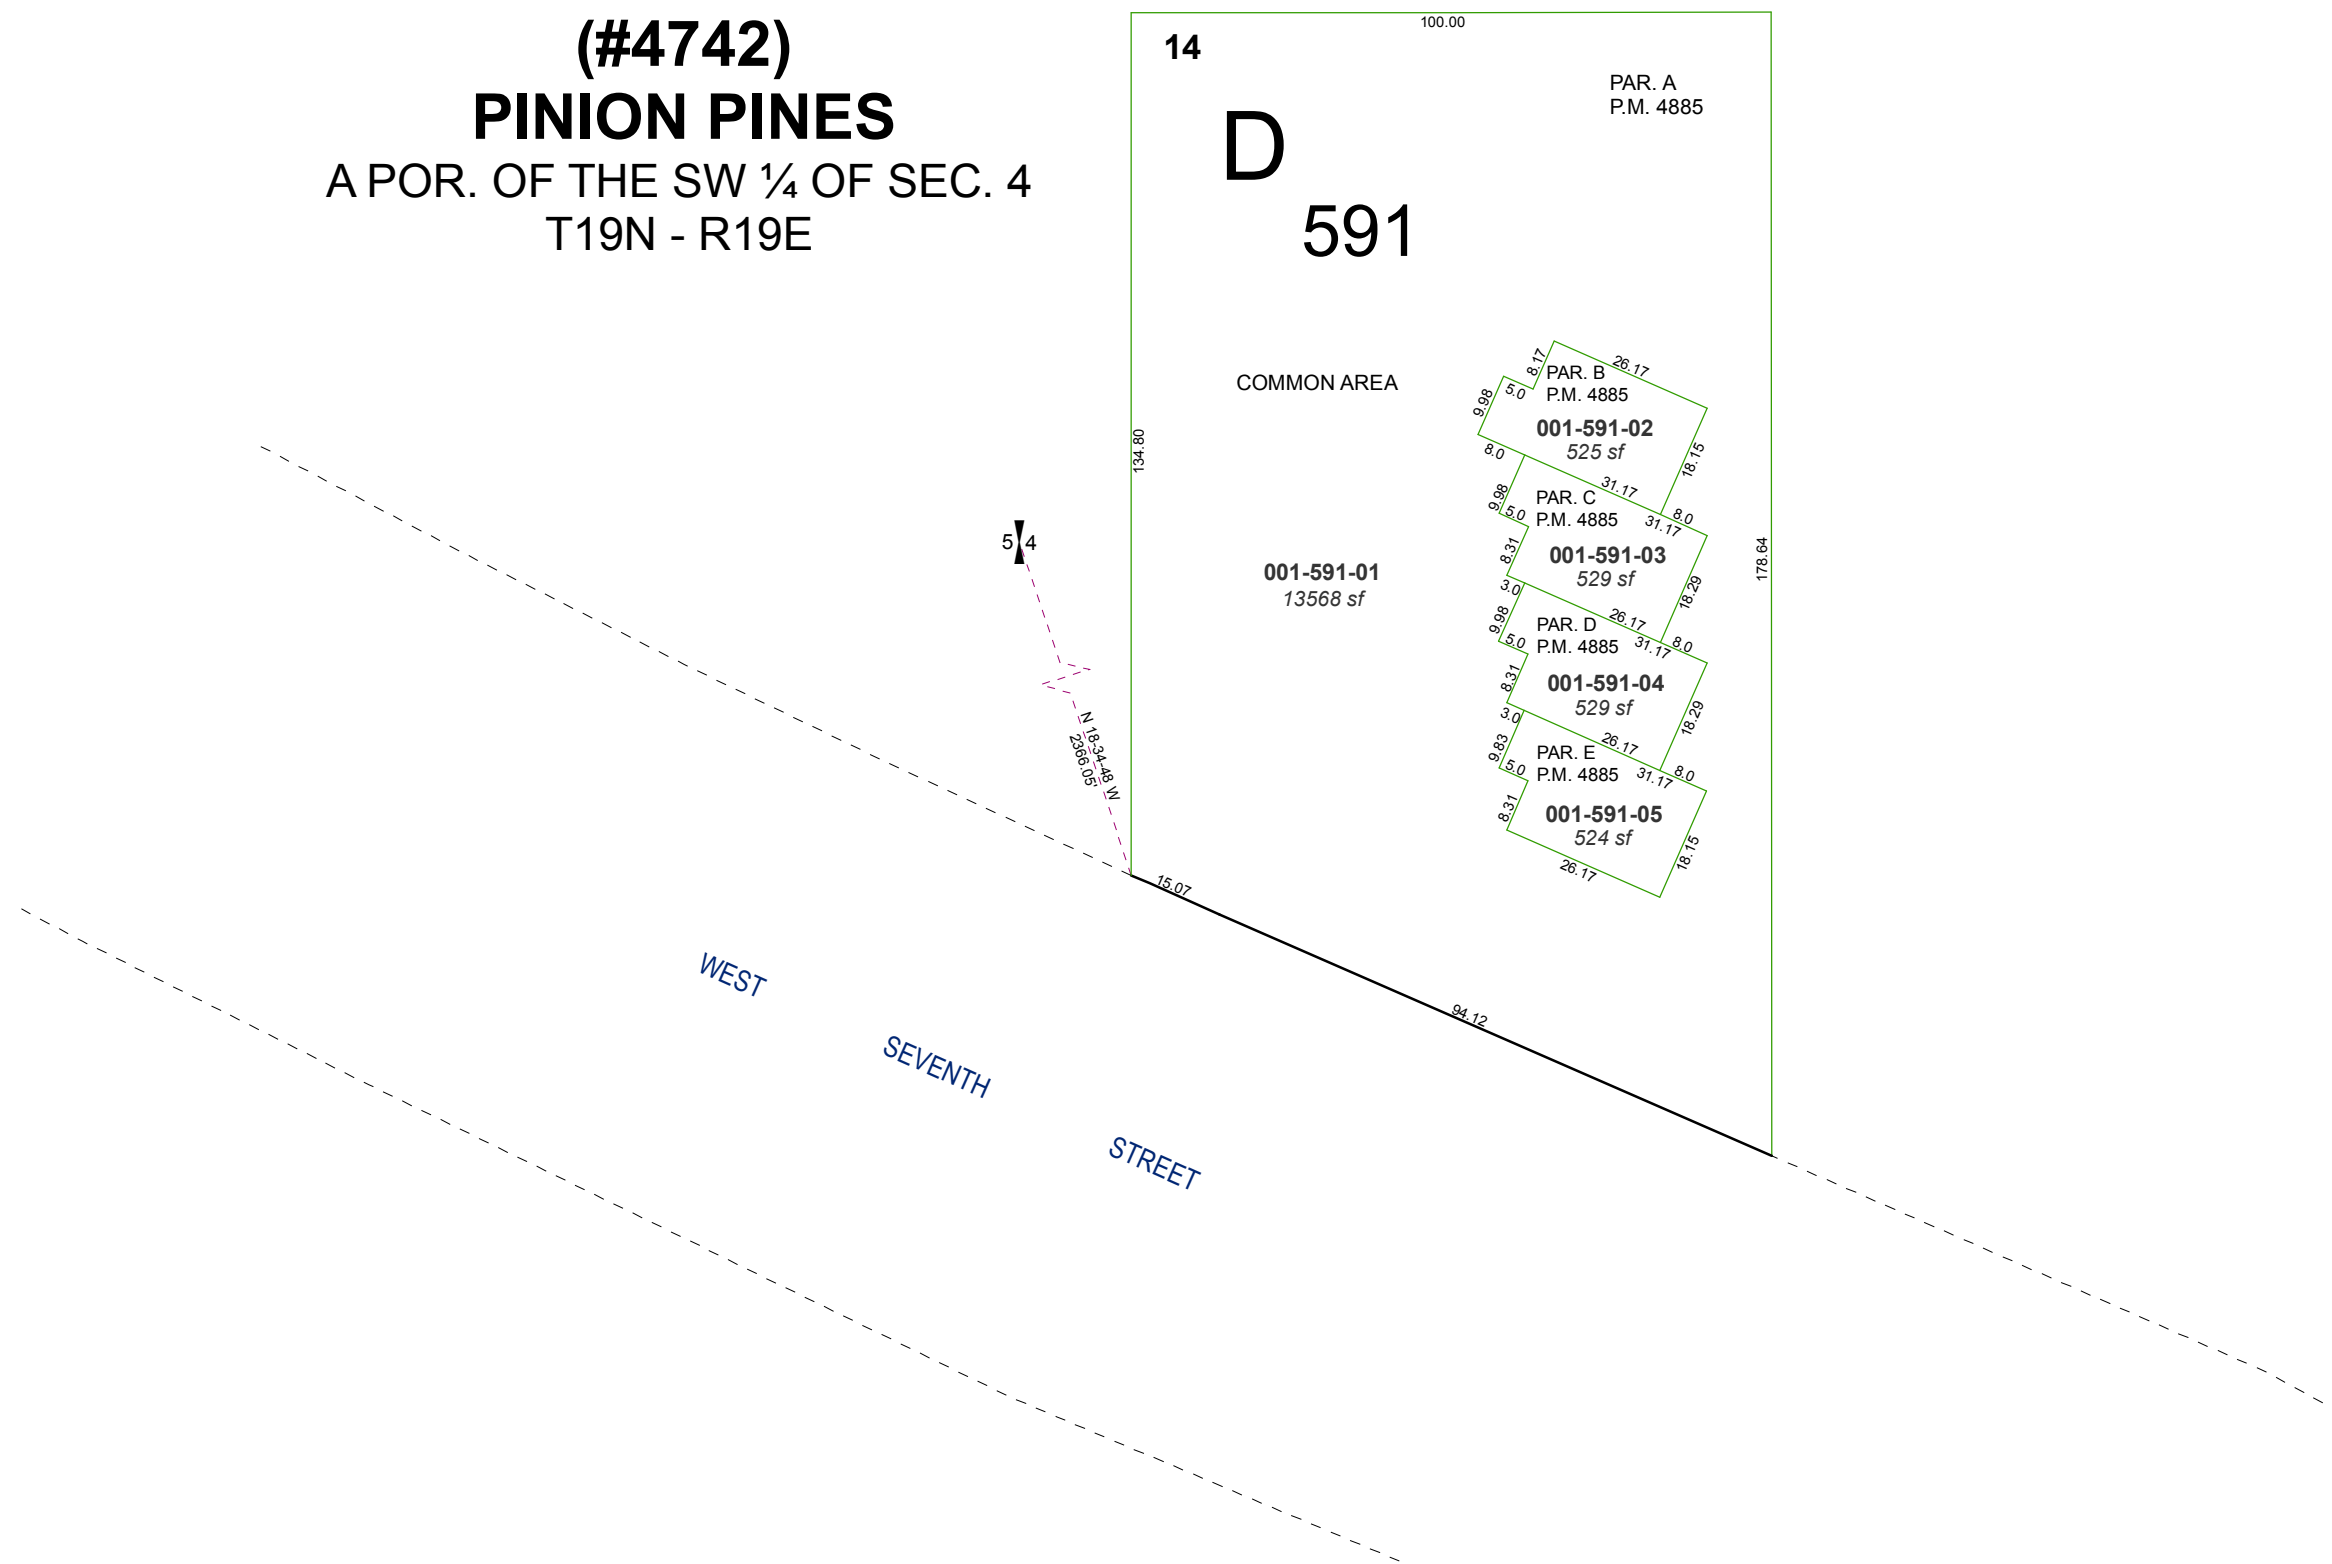 (#4742)
PINION PINES
A POR. OF THE SW ¼ OF SEC. 4
T19N - R19E
100.00
14
PAR. A
P.M. 4885
D
591
COMMON AREA
134.80
178.64
001-591-01
13568 sf
8.17
26.17
5.0
9.98
PAR. B
P.M. 4885
001-591-02
525 sf
8.0
18.15
31.17
9.98
5.0
PAR. C
P.M. 4885
31.17
8.0
8.31
001-591-03
529 sf
3.0
18.29
26.17
9.98
5.0
PAR. D
P.M. 4885
31.17
8.0
8.31
001-591-04
529 sf
3.0
18.29
26.17
9.83
5.0
PAR. E
P.M. 4885
31.17
8.0
8.31
001-591-05
524 sf
18.15
26.17
5 4
N 18-34-48 W
2366.05'
15.07
94.12
WEST
SEVENTH
STREET